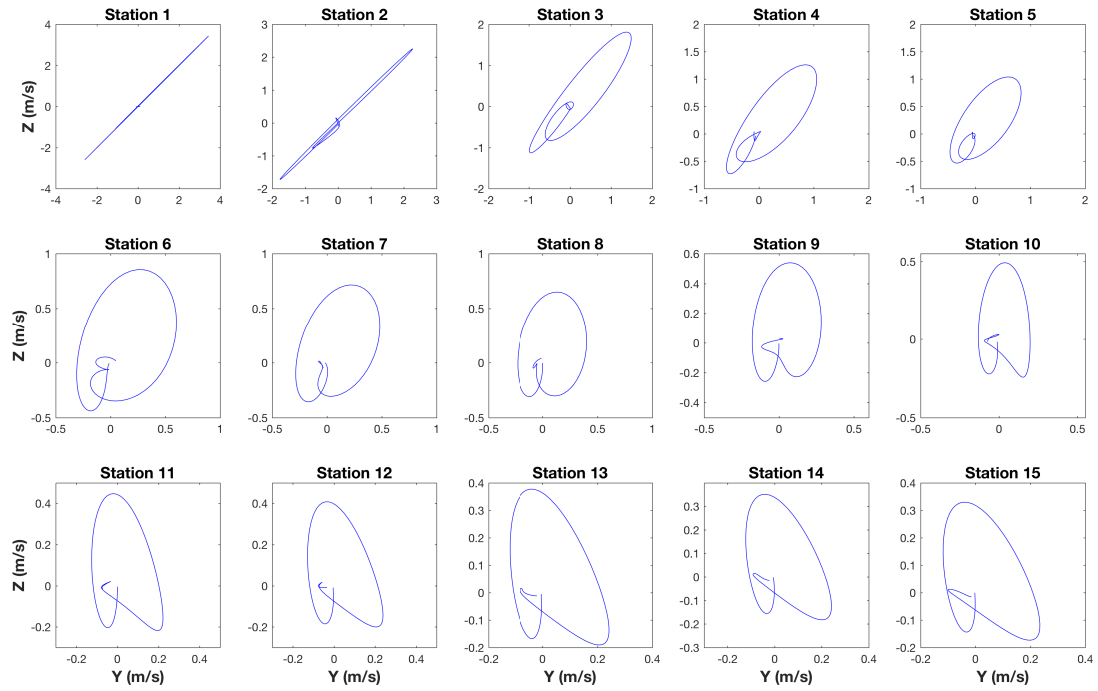 Station 1 Station 2 Station 3 Station 4 Station 5
4 3 2 2 2
2 2 1 1.5 1.5
Z (m/s) 0 1 0 1 1
0 0.5 0.5
-2 -1 -1 0 0
-0.5 -0.5
-4 -2 -2 -1 -1
-4 -2 0 2 4 -2 -1 0 1 2 3 -2 -1 0 1 2 -1 0 1 2 -1 0 1 2
Station 6 Station 7 Station 8 Station 9 Station 10
1 1 1 0.6 0.5
0.4
Z (m/s) 0.5 0.5 0.5 0.2
0 0
0 0 0 -0.2
-0.4
-0.5 -0.5 -0.5 -0.5 -0.5
-0.5 0 0.5 1 -0.5 0 0.5 1 -0.5 0 0.5 1 -0.5 0 0.5 -0.5 0 0.5
Station 11 Station 12 Station 13 Station 14 Station 15
0.4 0.4 0.4 0.3 0.4
0.3 0.2 0.3
Z (m/s) 0.2 0.2 0.2 0.1 0.2
0.1 0 0.1
0 0 0 -0.1 0
-0.1 -0.2 -0.1
-0.2 -0.2 -0.2 -0.3 -0.2
-0.2 0 0.2 0.4 -0.2 0 0.2 0.4 -0.2 0 0.2 0.4 -0.2 0 0.2 0.4 -0.2 0 0.2 0.4
Y (m/s) Y (m/s) Y (m/s) Y (m/s) Y (m/s)